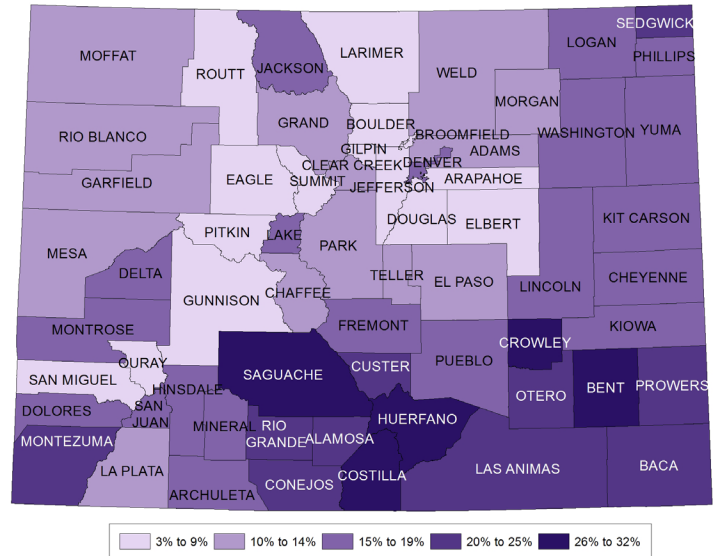 SEDGWICK
MOFFAT
ROUTT
JACKSON
LARIMER
WELD
LOGAN
PHILLIPS
MORGAN
RIO BLANCO
GRAND
BOULDER
BROOMFIELD
WASHINGTON
YUMA
GILPIN
ADAMS
CLEAR CREEK
DENVER
GARFIELD
EAGLE
SUMMIT
JEFFERSON
ARAPAHOE
PITKIN
LAKE
DOUGLAS
ELBERT
KIT CARSON
MESA
PARK
DELTA
TELLER
EL PASO
LINCOLN
CHEYENNE
GUNNISON
CHAFFEE
MONTROSE
FREMONT
KIOWA
CROWLEY
OURAY
SAGUACHE
CUSTER
PUEBLO
SAN MIGUEL
HINSDALE
OTERO
BENT
PROWERS
DOLORES
SAN
JUAN
MINERAL
RIO
GRANDE
ALAMOSA
HUERFANO
MONTEZUMA
LA PLATA
ARCHULETA
CONEJOS
COSTILLA
LAS ANIMAS
BACA
3% to 9%
10% to 14%
15% to 19%
20% to 25%
26% to 32%